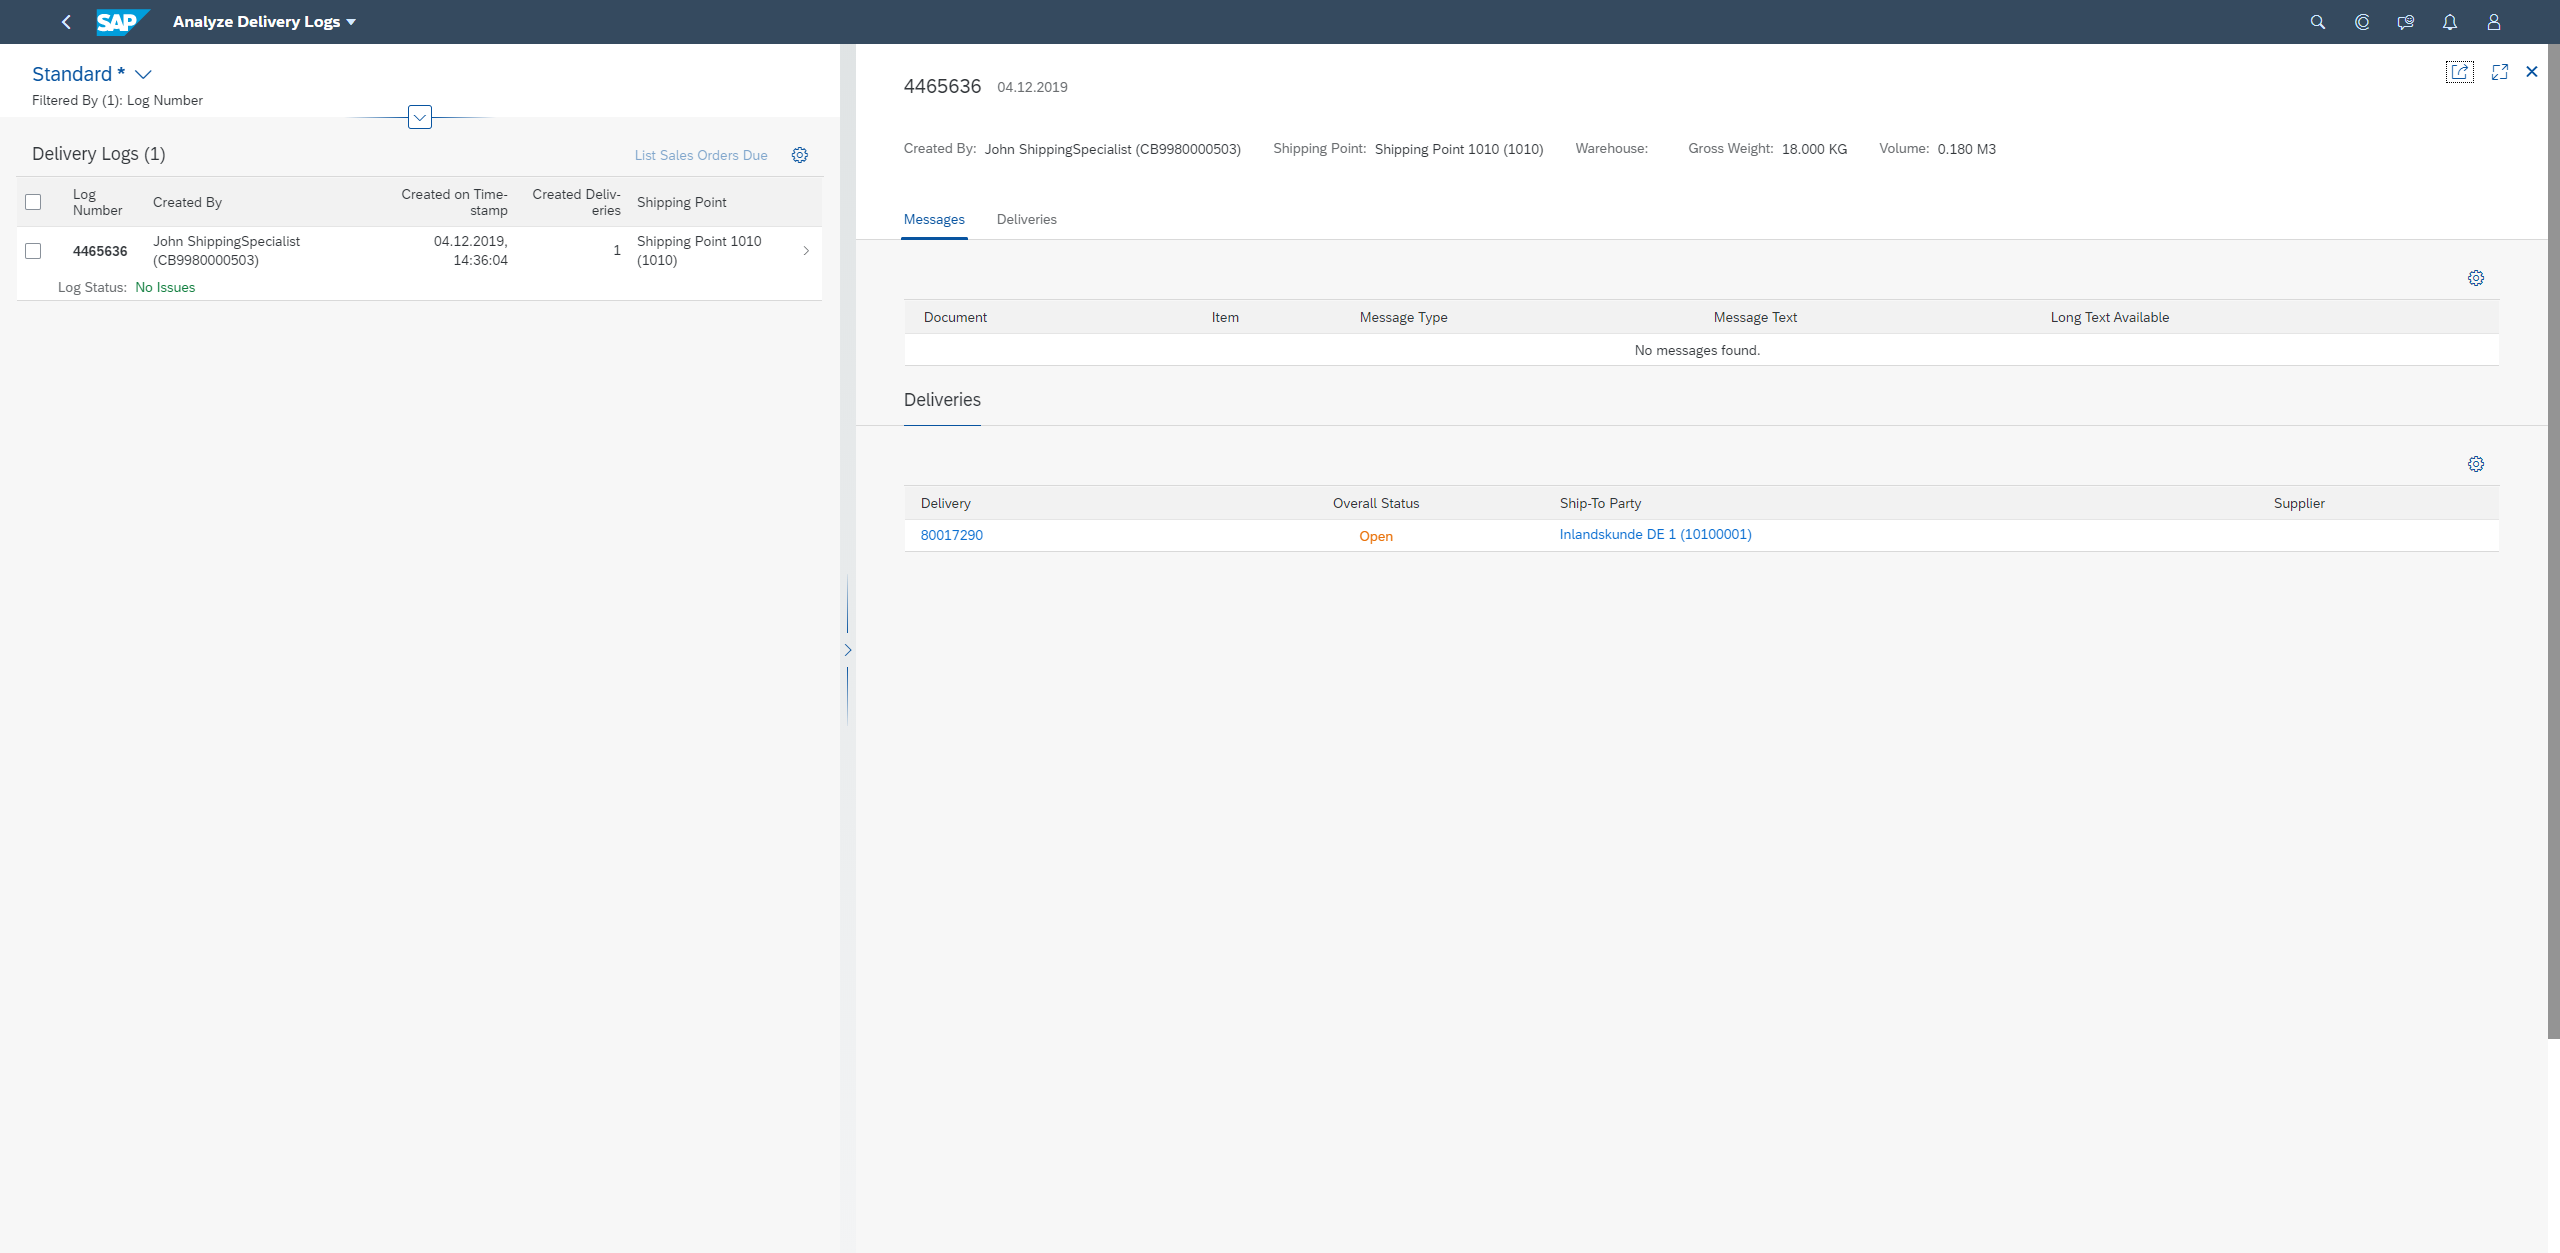 SAP Analyze Delivery Logs
Standard *
Filtered By (1): Log Number
Delivery Logs (1) List Sales Orders Due
Log Number Created By Created on Time-stamp Created Deliv-eries Shipping Point
4465636 John ShippingSpecialist (CB9980000503) 04.12.2019, 14:36:04 1 Shipping Point 1010 (1010)
Log Status: No Issues
4465636 04.12.2019
Created By: John ShippingSpecialist (CB9980000503) Shipping Point: Shipping Point 1010 (1010) Warehouse: Gross Weight: 18.000 KG Volume: 0.180 M3
Messages Deliveries
Document Item Message Type Message Text Long Text Available
No messages found.
Deliveries
Delivery Overall Status Ship-To Party Supplier
80017290 Open Inlandskunde DE 1 (10100001)